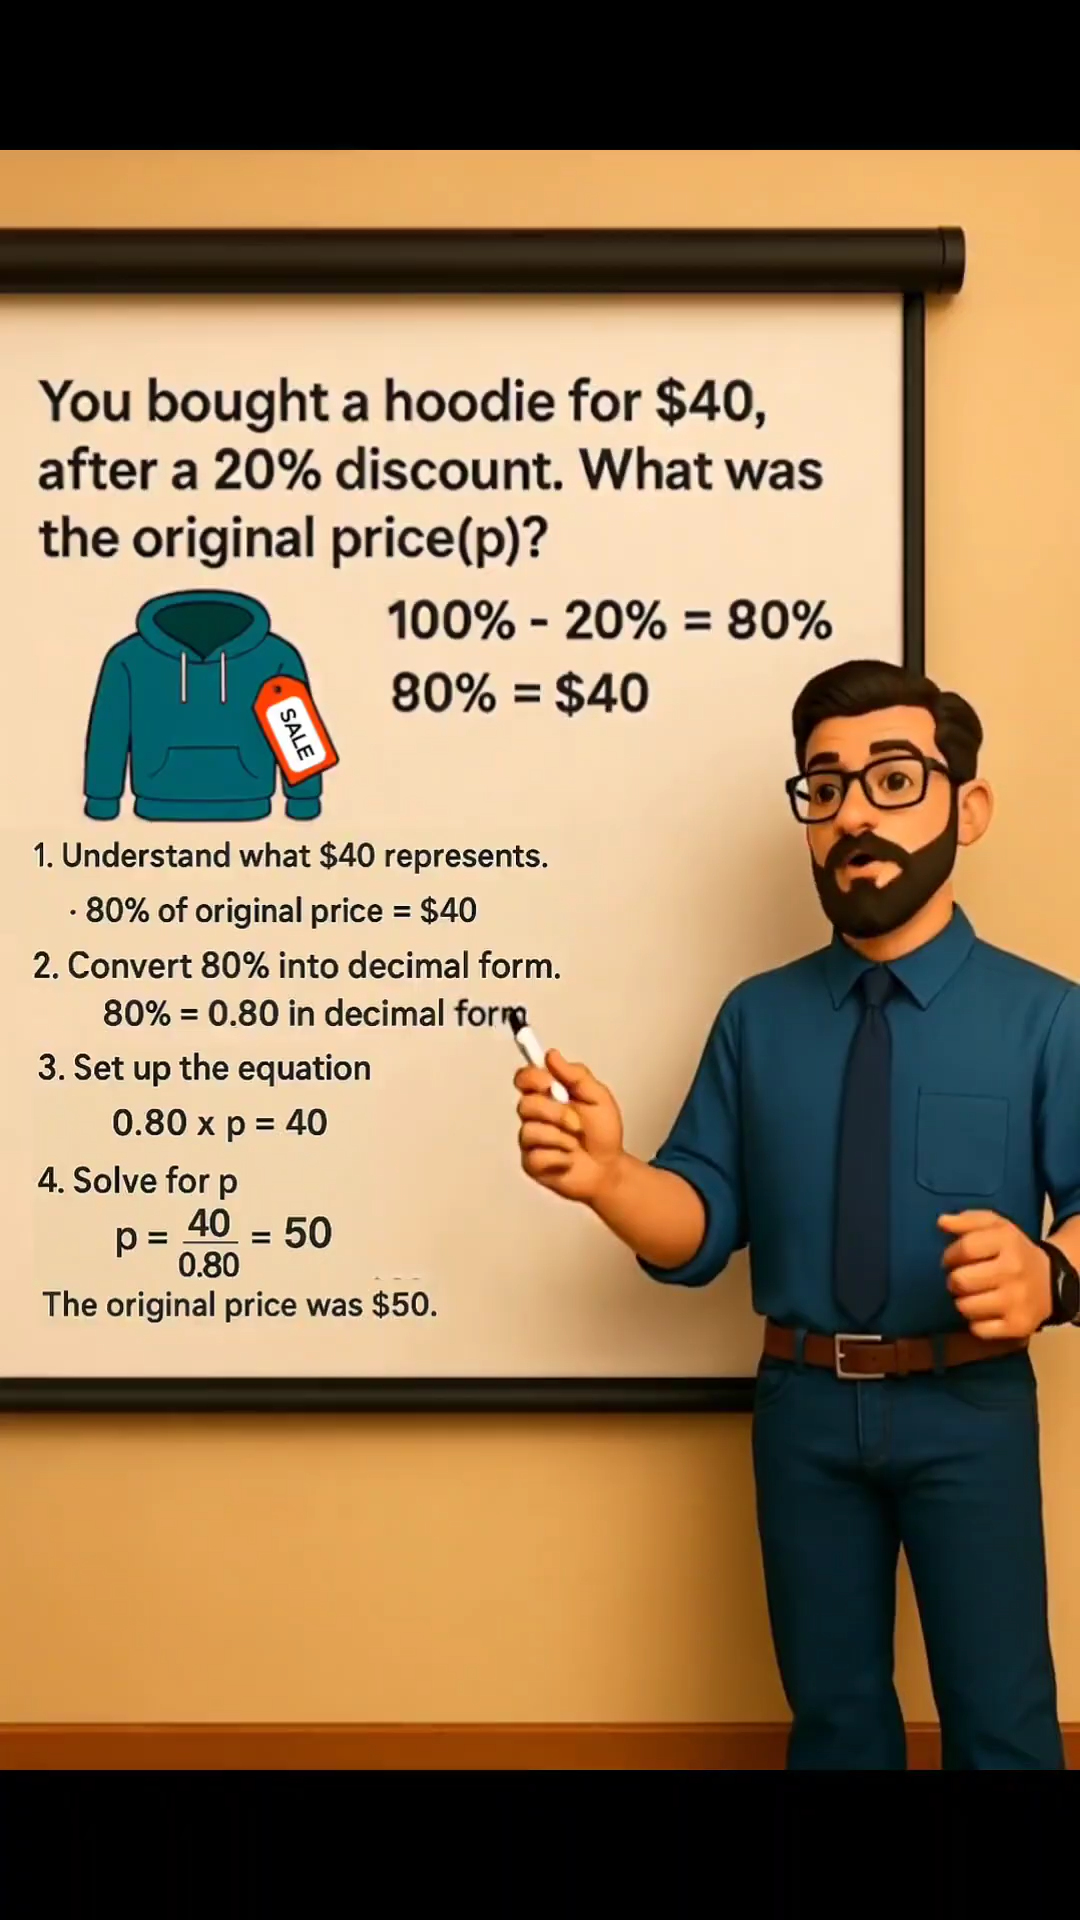 You bought a hoodie for $40,
after a 20% discount. What was
the original price(p)?
100% - 20% = 80%
80% = $40
SALE
1. Understand what $40 represents.
· 80% of original price = $40
2. Convert 80% into decimal form.
80% = 0.80 in decimal form
3. Set up the equation
0.80 x p = 40
4. Solve for p
p = 40/0.80 = 50
The original price was $50.